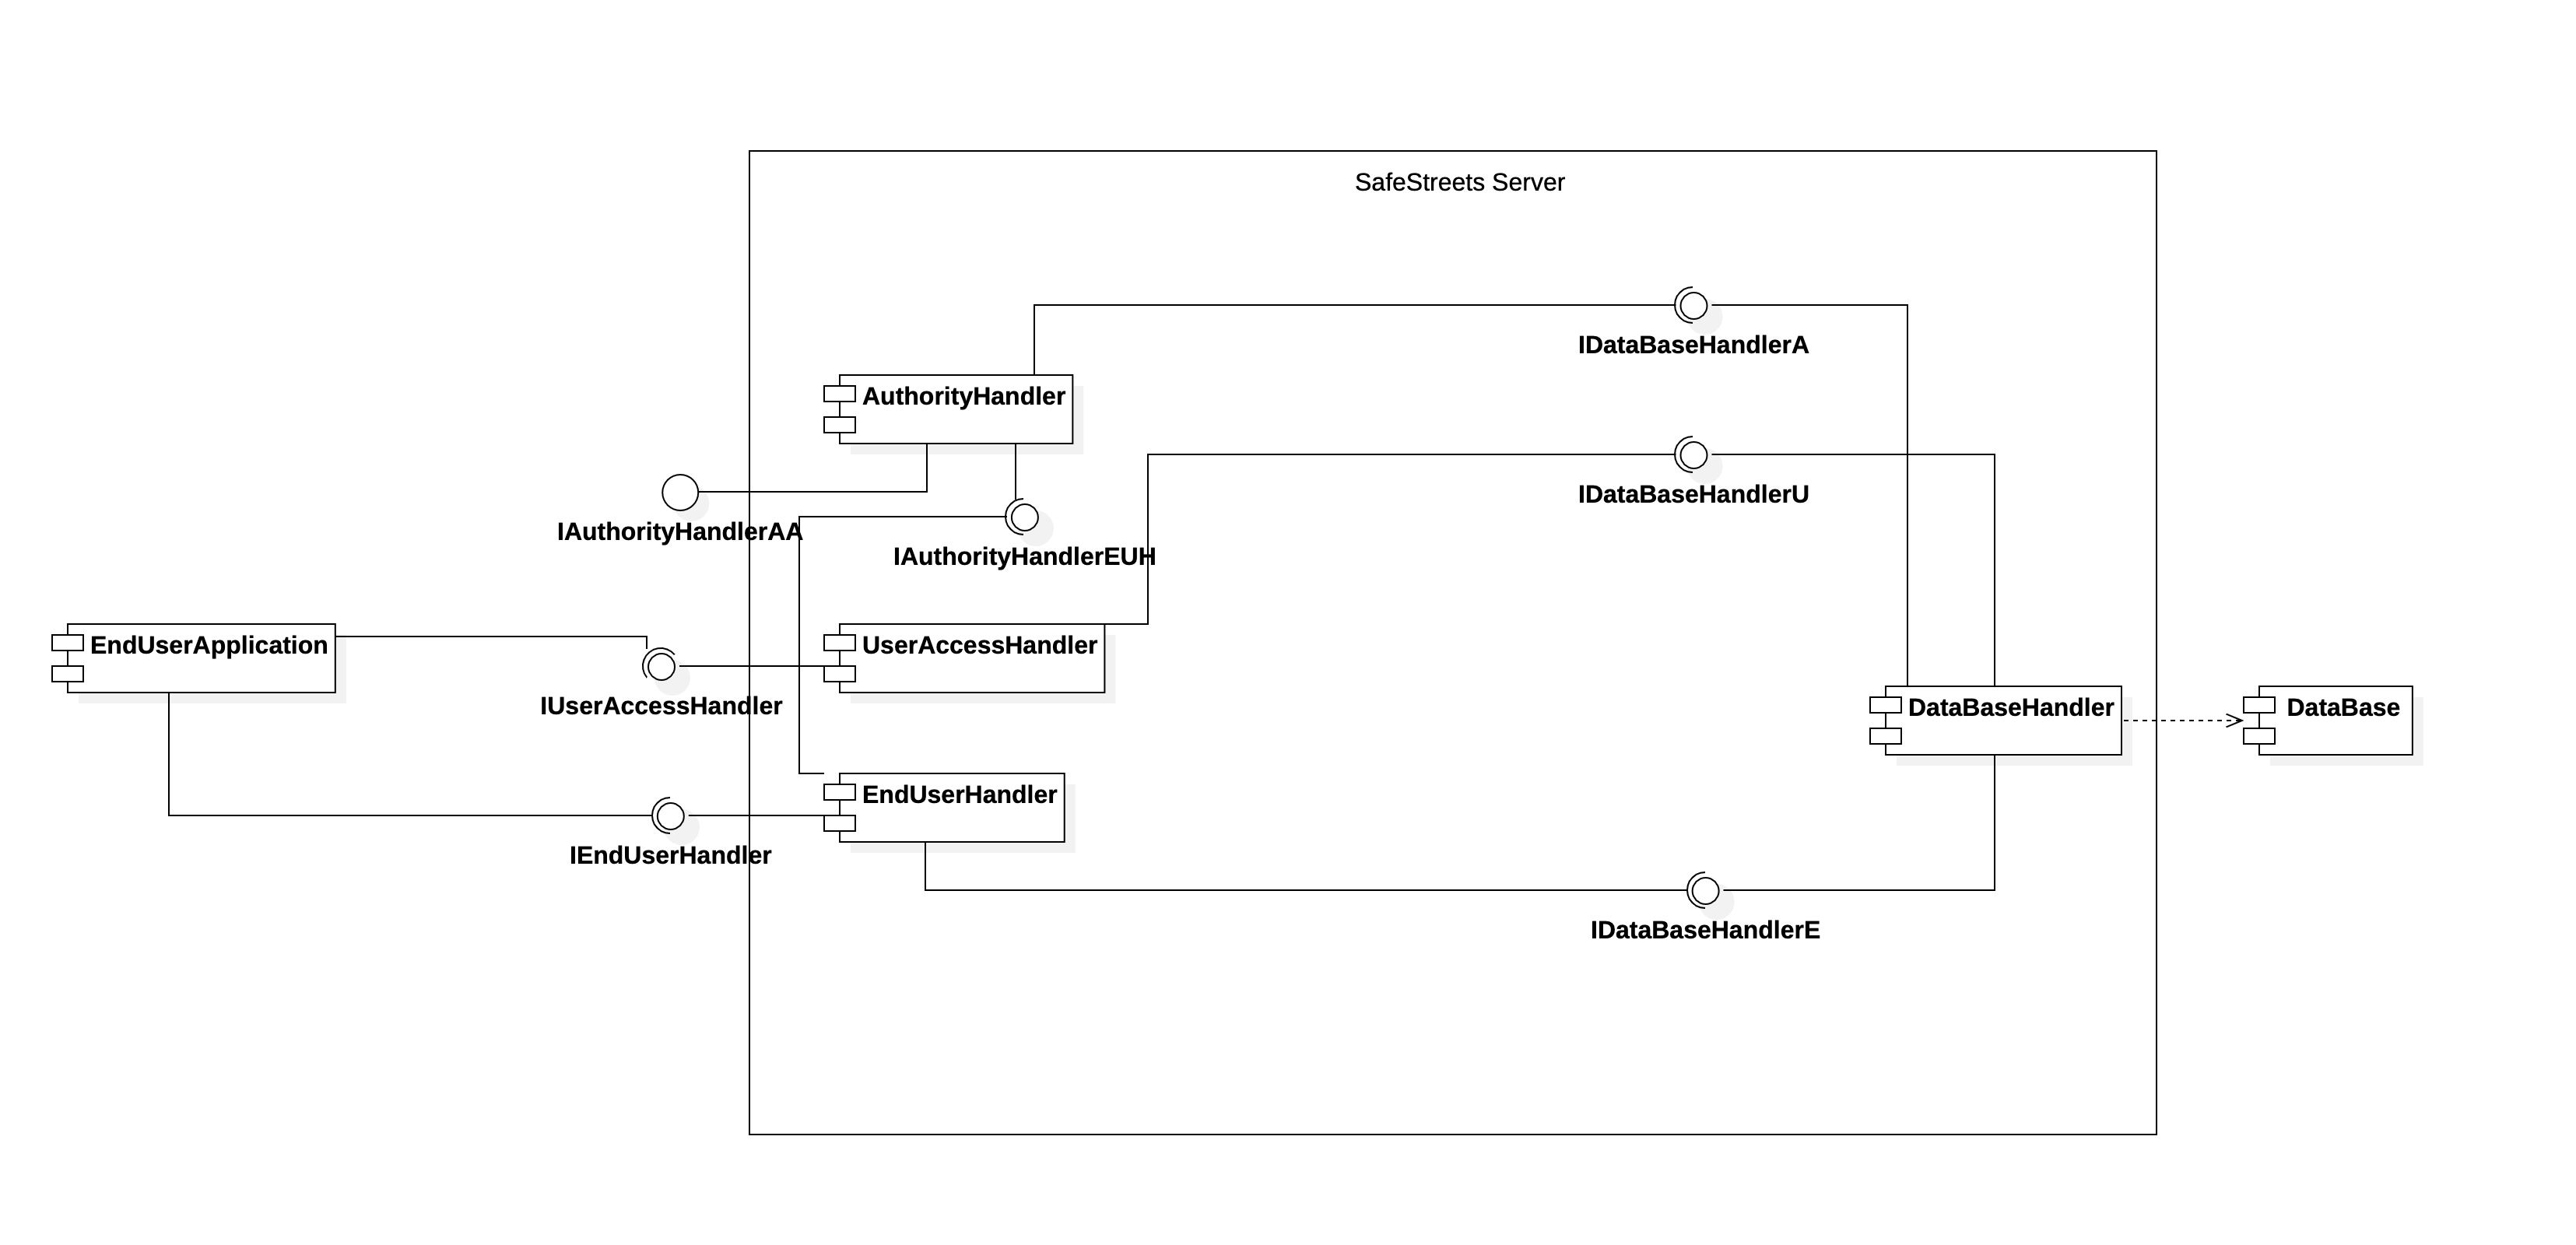 SafeStreets Server
IDataBaseHandlerA
AuthorityHandler
IDataBaseHandlerU
IAuthorityHandlerAA
IAuthorityHandlerEUH
EndUserApplication
UserAccessHandler
IUserAccessHandler
DataBaseHandler
DataBase
EndUserHandler
IEndUserHandler
IDataBaseHandlerE